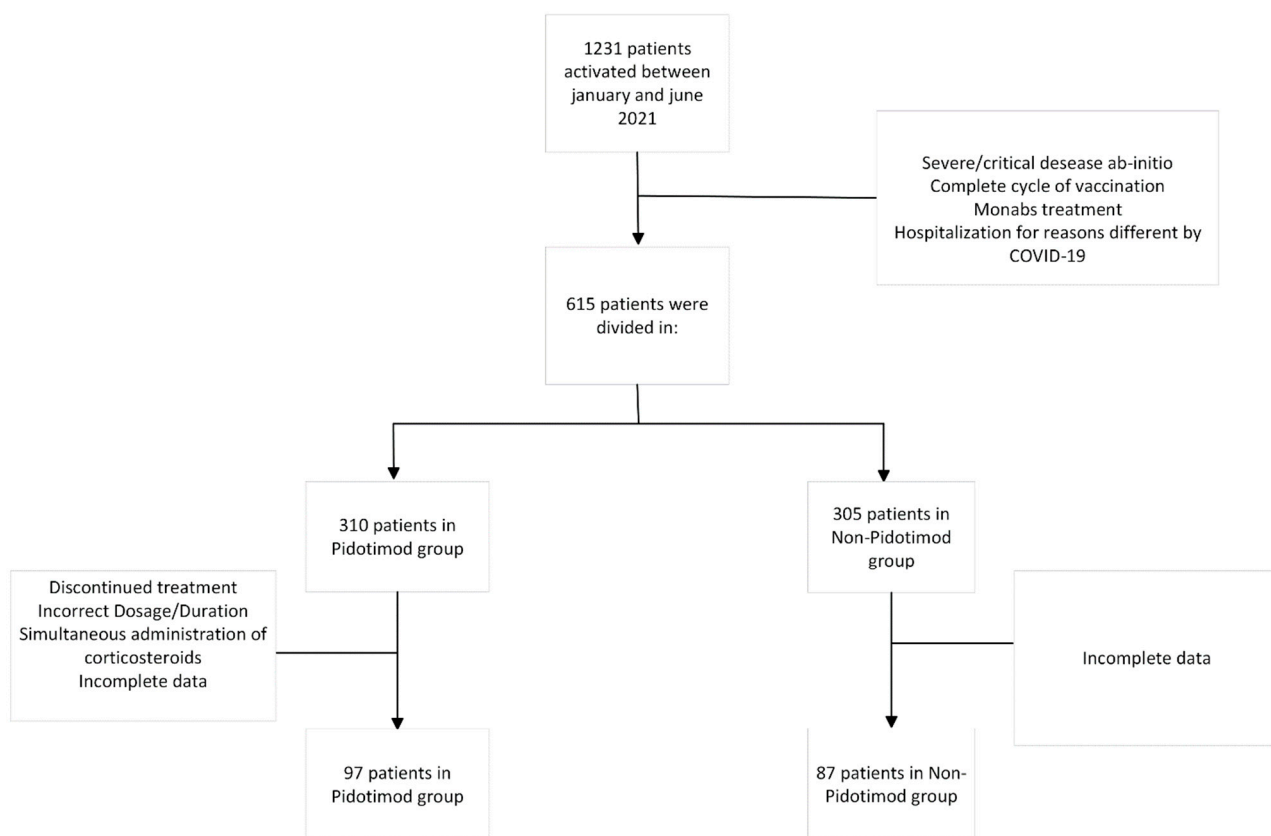 1231 patients
activated between
january and june
2021
Severe/critical desease ab-initio
Complete cycle of vaccination
Monabs treatment
Hospitalization for reasons different by
COVID-19
615 patients were
divided in:
310 patients in
Pidotimod group
305 patients in
Non-Pidotimod
group
Discontinued treatment
Incorrect Dosage/Duration
Simultaneous administration of
corticosteroids
Incomplete data
Incomplete data
97 patients in
Pidotimod group
87 patients in Non-
Pidotimod group